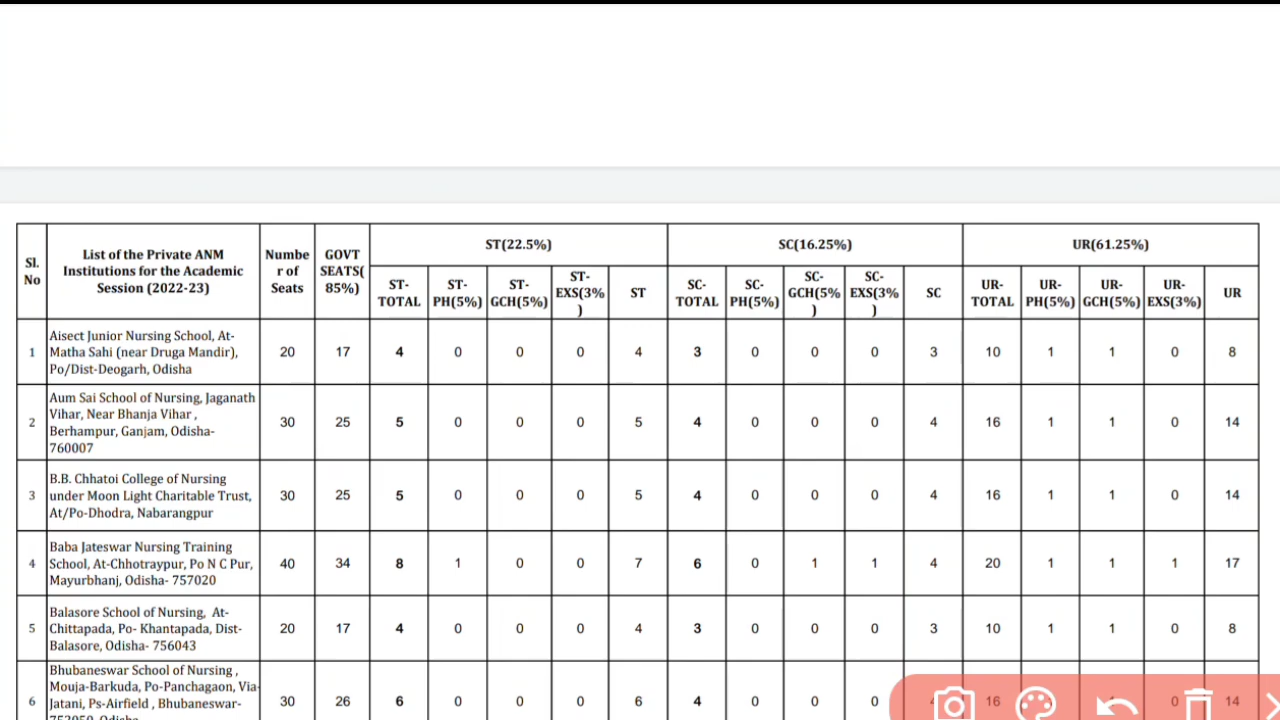 Sl. No | List of the Private ANM Institutions for the Academic Session (2022-23) | Numbe r of Seats | GOVT SEATS( 85%) | ST(22.5%) | SC(16.25%) | UR(61.25%)
ST- TOTAL | ST- PH(5%) | ST- GCH(5%) | ST- EXS(3% ) | ST | SC- TOTAL | SC- PH(5%) | SC- GCH(5% ) | SC- EXS(3% ) | SC | UR- TOTAL | UR- PH(5%) | UR- GCH(5%) | UR- EXS(3%) | UR
1 | Aisect Junior Nursing School, At- Matha Sahi (near Druga Mandir), Po/Dist-Deogarh, Odisha | 20 | 17 | 4 | 0 | 0 | 0 | 4 | 3 | 0 | 0 | 0 | 3 | 10 | 1 | 1 | 0 | 8
2 | Aum Sai School of Nursing, Jaganath Vihar, Near Bhanja Vihar , Berhampur, Ganjam, Odisha- 760007 | 30 | 25 | 5 | 0 | 0 | 0 | 5 | 4 | 0 | 0 | 0 | 4 | 16 | 1 | 1 | 0 | 14
3 | B.B. Chhatoi College of Nursing under Moon Light Charitable Trust, At/Po-Dhodra, Nabarangpur | 30 | 25 | 5 | 0 | 0 | 0 | 5 | 4 | 0 | 0 | 0 | 4 | 16 | 1 | 1 | 0 | 14
4 | Baba Jateswar Nursing Training School, At-Chhotraypur, Po N C Pur, Mayurbhanj, Odisha- 757020 | 40 | 34 | 8 | 1 | 0 | 0 | 7 | 6 | 0 | 1 | 1 | 4 | 20 | 1 | 1 | 1 | 17
5 | Balasore School of Nursing, At- Chittapada, Po- Khantapada, Dist- Balasore, Odisha- 756043 | 20 | 17 | 4 | 0 | 0 | 0 | 4 | 3 | 0 | 0 | 0 | 3 | 10 | 1 | 1 | 0 | 8
6 | Bhubaneswar School of Nursing , Mouja-Barkuda, Po-Panchagaon, Via- Jatani, Ps-Airfield , Bhubaneswar- | 30 | 26 | 6 | 0 | 0 | 0 | 6 | 4 | 0 | 0 | 0 | 16 | 0 | 14